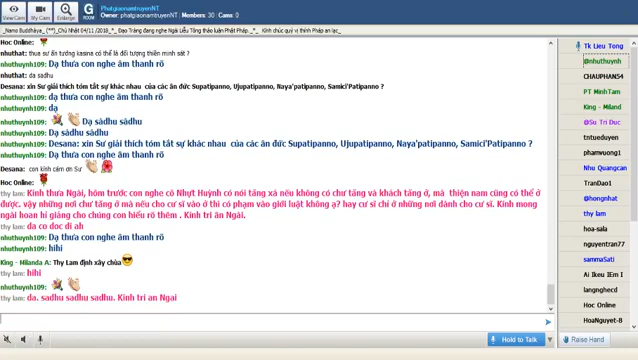 View Cam
My Cam
Enlarge
G
ROOM
PhatgiaonamtruyenNT
Owner: phatgiaonamtruyenNT | Members: 30 | Cams: 0
_Namo Buddhàya_ (**)_Chủ Nhật 04/11 /2018_*_ Đạo Tràng đang nghe Ngài Liễu Tông thảo luận Phật Pháp._*_ Kính chúc quý vị thính Pháp an lạc_
Hoc Online:
nhuthat: thua sư ấn tướng kasina có thể là đối tượng thiền minh sát ?
nhuthuynh109: Dạ thưa con nghe âm thanh rõ
nhuthat: da sadhu
Desana: xin Sư giải thích tóm tắt sự khác nhau của các ân đức Supatipanno, Ujupatipanno, Naya'patipanno, Samici'Patipanno ?
nhuthuynh109: dạ thưa con nghe âm thanh rõ
nhuthuynh109: dạ
nhuthuynh109: Dạ sàdhu sàdhu
nhuthuynh109: Dạ sàdhu sàdhu
nhuthuynh109: Desana: xin Sư giải thích tóm tắt sự khác nhau của các ân đức Supatipanno, Ujupatipanno, Naya'patipanno, Samici'Patipanno ?
nhuthuynh109: Dạ thưa con nghe âm thanh rõ
Desana: con kính cám ơn Sư
Hoc Online:
thy lam: Kính thưa Ngài, hôm trước con nghe cô Nhựt Huỳnh có nói tăng xá nếu không có chư tăng và khách tăng ở, mà thiện nam cũng có thể ở được. vậy những nơi chư tăng ở mà nếu cho cư sĩ vào ở thì có phạm vào giới luật không ạ? hay cư sĩ chỉ ở những nơi dành cho cư sĩ. Kính mong ngài hoan hỉ giảng cho chúng con hiểu rõ thêm . Kính tri ân Ngài.
thy lam: da co doc di ah
nhuthuynh109: Dạ thưa con nghe âm thanh rõ
nhuthuynh109: hihi
King - Milanda A: Thy Lam định xây chùa
thy lam: hihi
nhuthuynh109:
thy lam: da. sadhu sadhu sadhu. Kinh tri an Ngai
Hold to Talk
Tk Lieu Tong
@nhuthuynh
CHAUPHAN54
PT MinhTam
King - Miland
@Su Tri Duc
tntueduyen
phamvuong1
Nhu Quangcan
TranDao1
@hongnhat
thy lam
hoa-sala
nguyentran77
sammaSati
Ai Ikeu IEm I
langnghecd
Hoc Online
HoaNguyet-8
Raise Hand